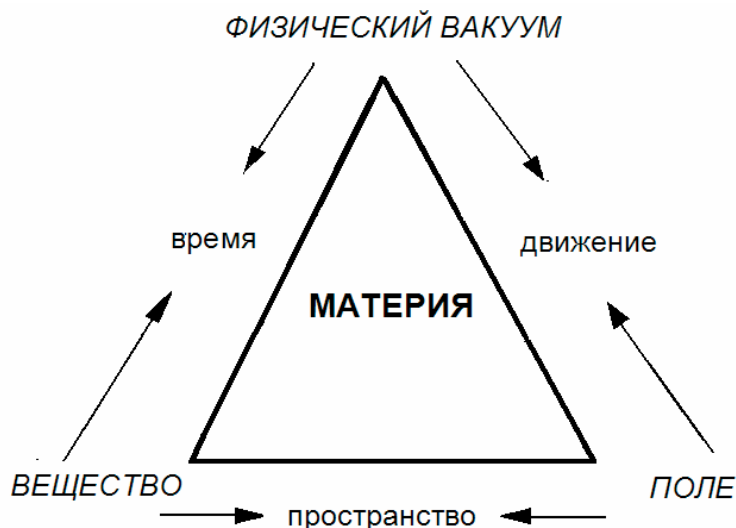 ФИЗИЧЕСКИЙ ВАКУУМ
время
движение
МАТЕРИЯ
ВЕЩЕСТВО
ПОЛЕ
пространство